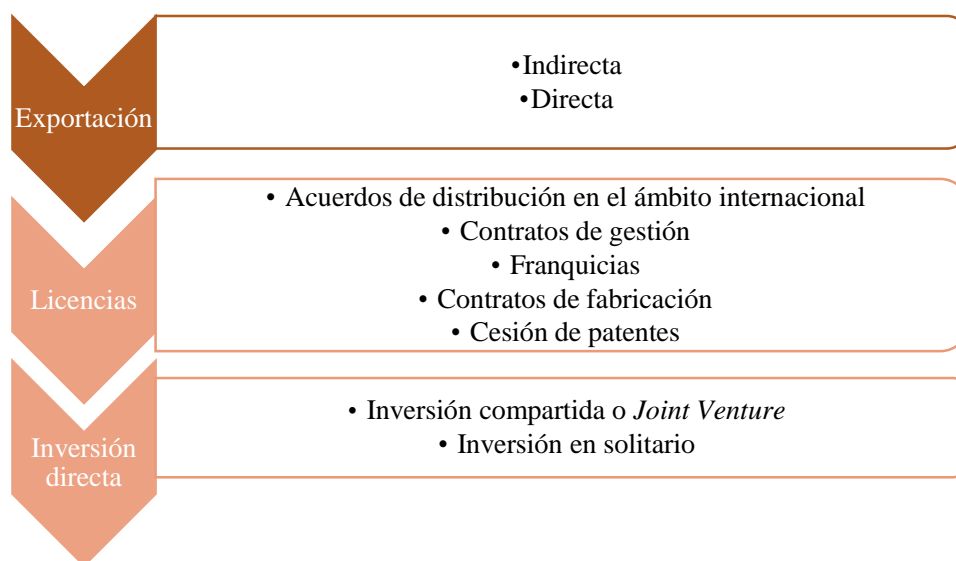 Exportación
•Indirecta
•Directa
Licencias
• Acuerdos de distribución en el ámbito internacional
• Contratos de gestión
• Franquicias
• Contratos de fabricación
• Cesión de patentes
Inversión
directa
• Inversión compartida o Joint Venture
• Inversión en solitario